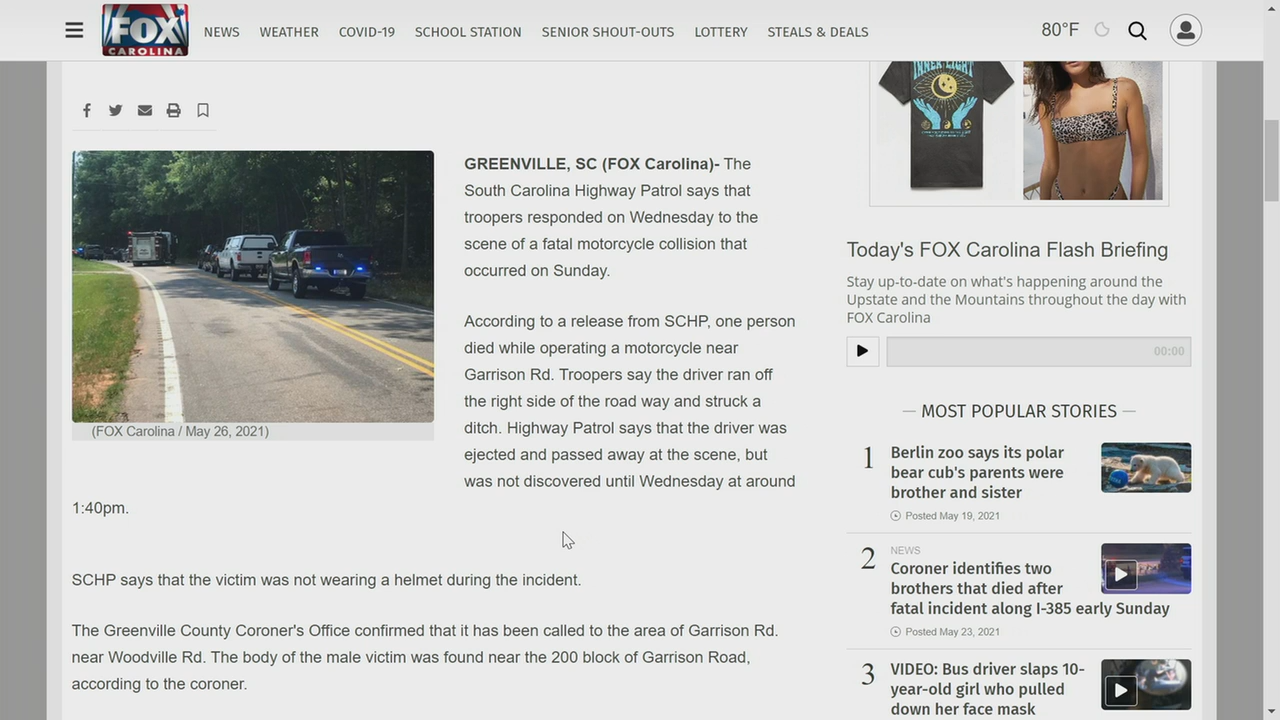 FOX
CAROLINA
NEWS
WEATHER
COVID-19
SCHOOL STATION
SENIOR SHOUT-OUTS
LOTTERY
STEALS & DEALS
80°F
GREENVILLE, SC (FOX Carolina)- The
South Carolina Highway Patrol says that
troopers responded on Wednesday to the
scene of a fatal motorcycle collision that
occurred on Sunday.
According to a release from SCHP, one person
died while operating a motorcycle near
Garrison Rd. Troopers say the driver ran off
the right side of the road way and struck a
ditch. Highway Patrol says that the driver was
ejected and passed away at the scene, but
was not discovered until Wednesday at around
1:40pm.
(FOX Carolina / May 26, 2021)
SCHP says that the victim was not wearing a helmet during the incident.
The Greenville County Coroner's Office confirmed that it has been called to the area of Garrison Rd.
near Woodville Rd. The body of the male victim was found near the 200 block of Garrison Road,
according to the coroner.
INNER LIGHT
Today's FOX Carolina Flash Briefing
Stay up-to-date on what's happening around the
Upstate and the Mountains throughout the day with
FOX Carolina
00:00
MOST POPULAR STORIES
1
Berlin zoo says its polar
bear cub's parents were
brother and sister
Posted May 19, 2021
2
NEWS
Coroner identifies two
brothers that died after
fatal incident along I-385 early Sunday
Posted May 23, 2021
3
VIDEO: Bus driver slaps 10-
year-old girl who pulled
down her face mask